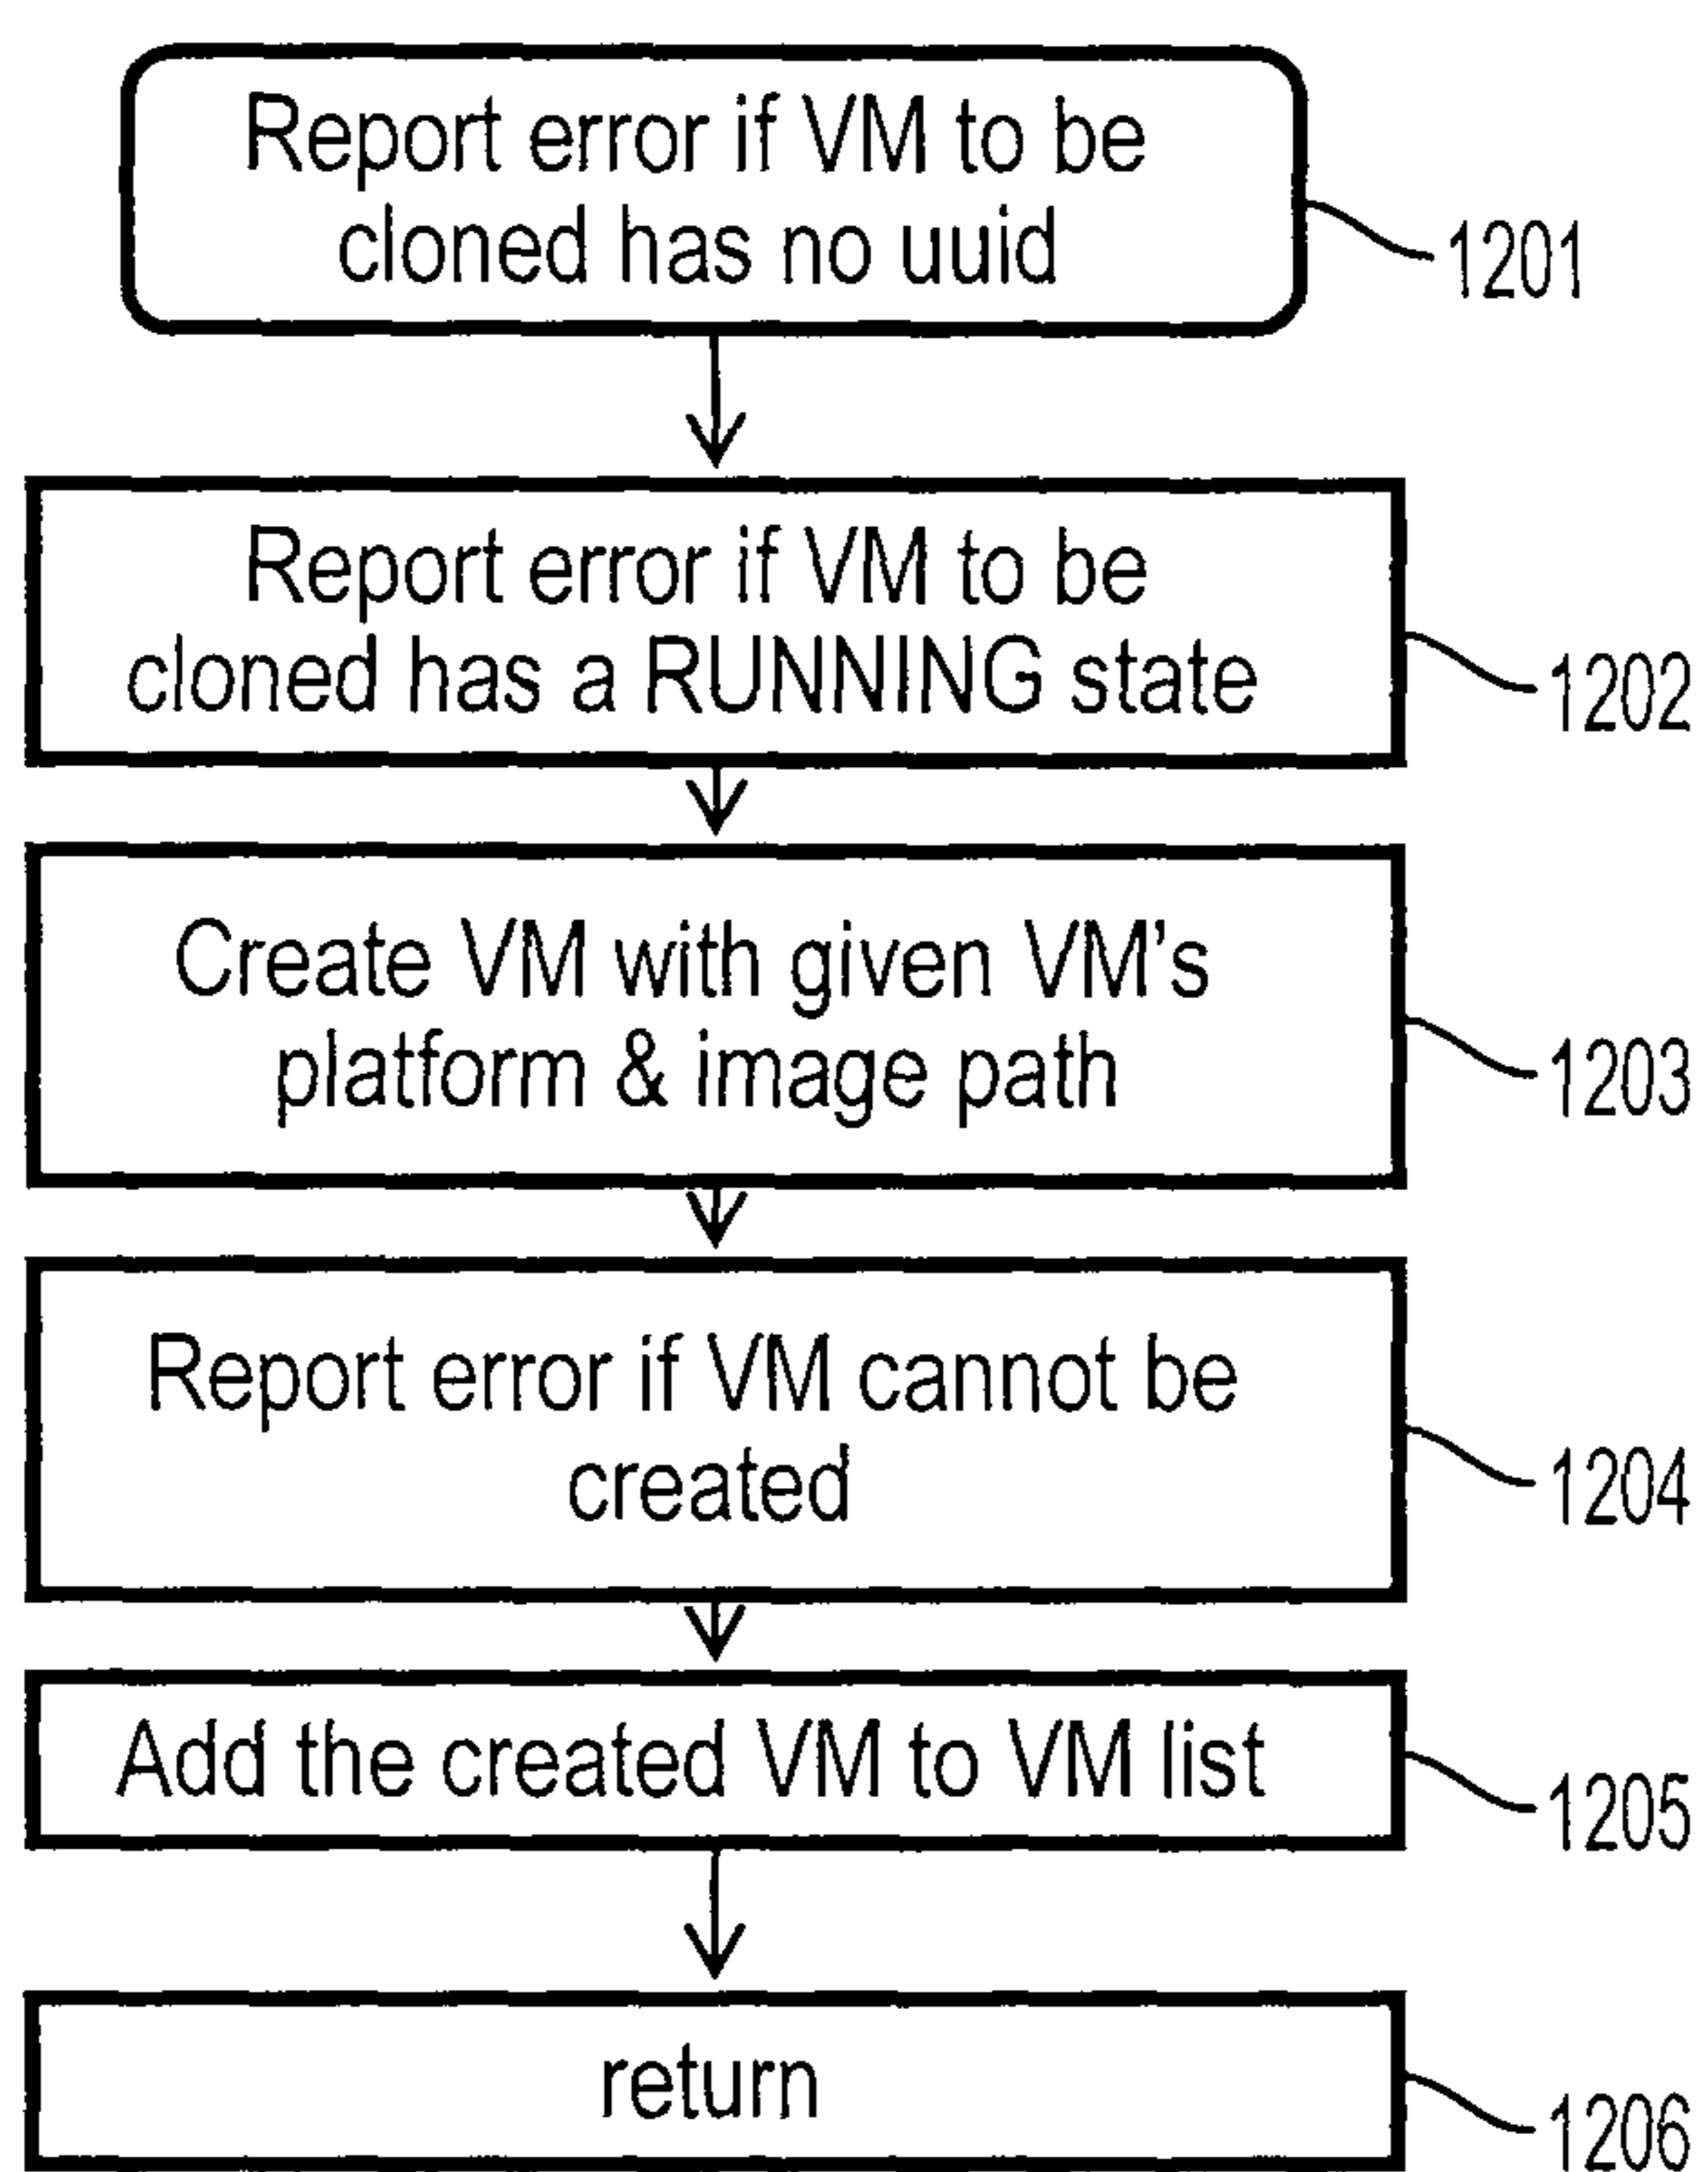 Report error if VM to be
cloned has no uuid
1201
Report error if VM to be
cloned has a RUNNING state
1202
Create VM with given VM's
platform & image path
1203
Report error if VM cannot be
created
1204
Add the created VM to VM list
1205
return
1206